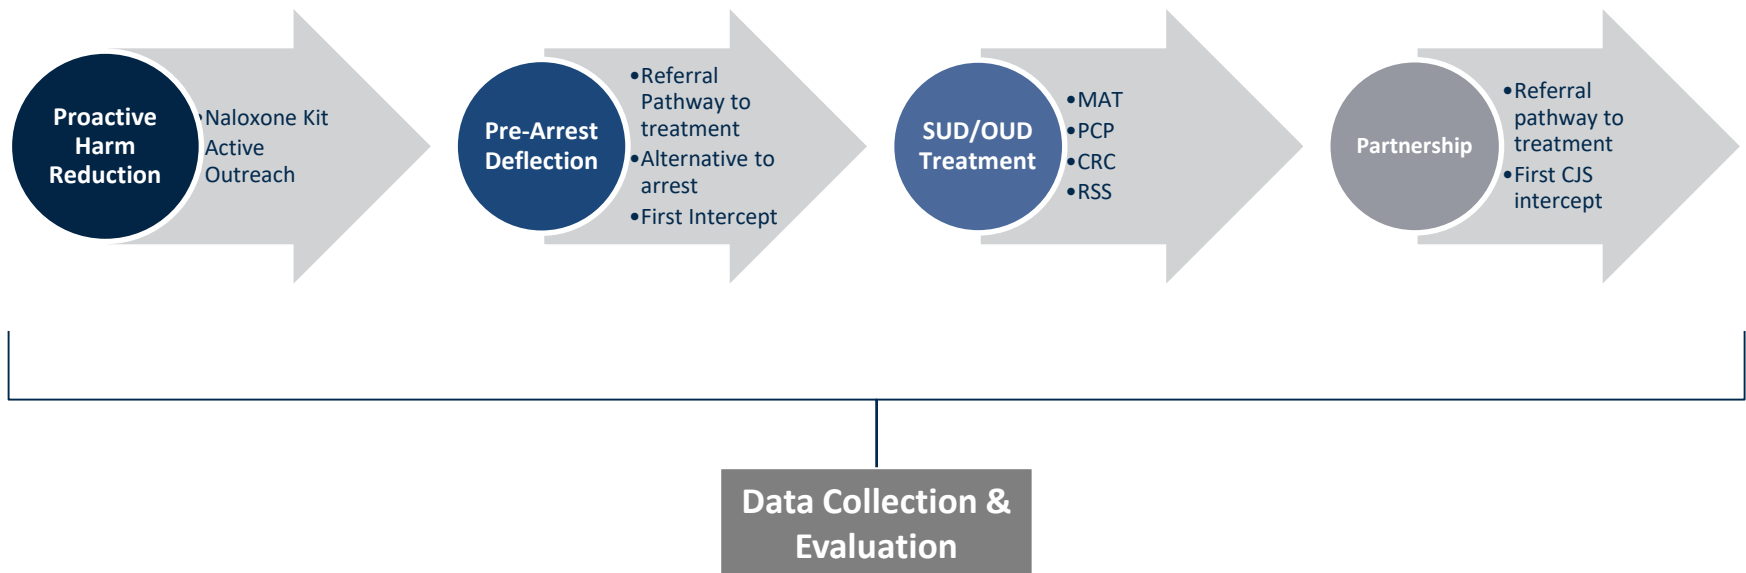 Proactive
Harm
Reduction
•Naloxone Kit
Active
Outreach
Pre-Arrest
Deflection
•Referral
Pathway to
treatment
•Alternative to
arrest
•First Intercept
SUD/OUD
Treatment
•MAT
•PCP
•CRC
•RSS
Partnership
•Referral
pathway to
treatment
•First CJS
intercept
Data Collection &
Evaluation